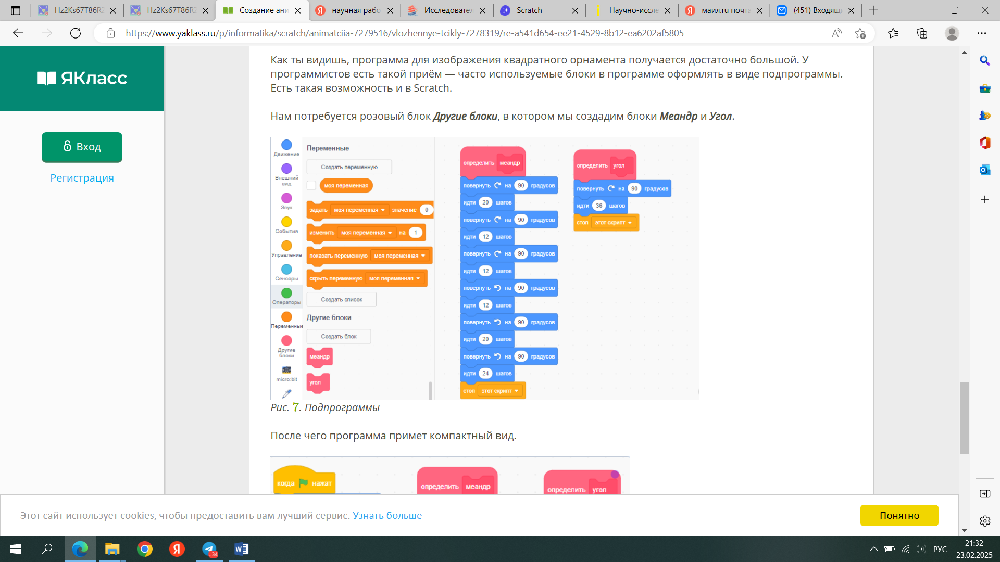 Hz2Ks67T86RZ
Hz2Ks67T86RZ
Создание ани
научная рабо
Исследовател
Scratch
Научно-иссле
маил.ru почта
(451) Входящи
https://www.yaklass.ru/p/informatika/scratch/animatciia-7279516/vlozhennye-tcikly-7278319/re-a541d654-ee21-4529-8b12-ea6202af5805
ЯКласс
Вход
Регистрация
Как ты видишь, программа для изображения квадратного орнамента получается достаточно большой. У
программистов есть такой приём — часто используемые блоки в программе оформлять в виде подпрограммы.
Есть такая возможность и в Scratch.
Нам потребуется розовый блок Другие блоки, в котором мы создадим блоки Меандр и Угол.
Движение
Внешний
вид
Звук
События
Управление
Сенсоры
Операторы
Переменные
Другие
блоки
micro:bit
Переменные
Создать переменную
моя переменная
задать моя переменная значение 0
изменить моя переменная на 1
показать переменную моя переменная
скрыть переменную моя переменная
Создать список
Другие блоки
Создать блок
меандр
угол
определить меандр
повернуть на 90 градусов
идти 20 шагов
повернуть на 90 градусов
идти 12 шагов
повернуть на 90 градусов
идти 12 шагов
повернуть на 90 градусов
идти 12 шагов
повернуть на 90 градусов
идти 20 шагов
повернуть на 90 градусов
идти 24 шагов
стоп этот скрипт
определить угол
повернуть на 90 градусов
идти 36 шагов
стоп этот скрипт
Рис. 7. Подпрограммы
После чего программа примет компактный вид.
когда нажат
определить меандр
определить угол
Этот сайт использует cookies, чтобы предоставить вам лучший сервис. Узнать больше
Понятно
34
РУС
21:32
23.02.2025